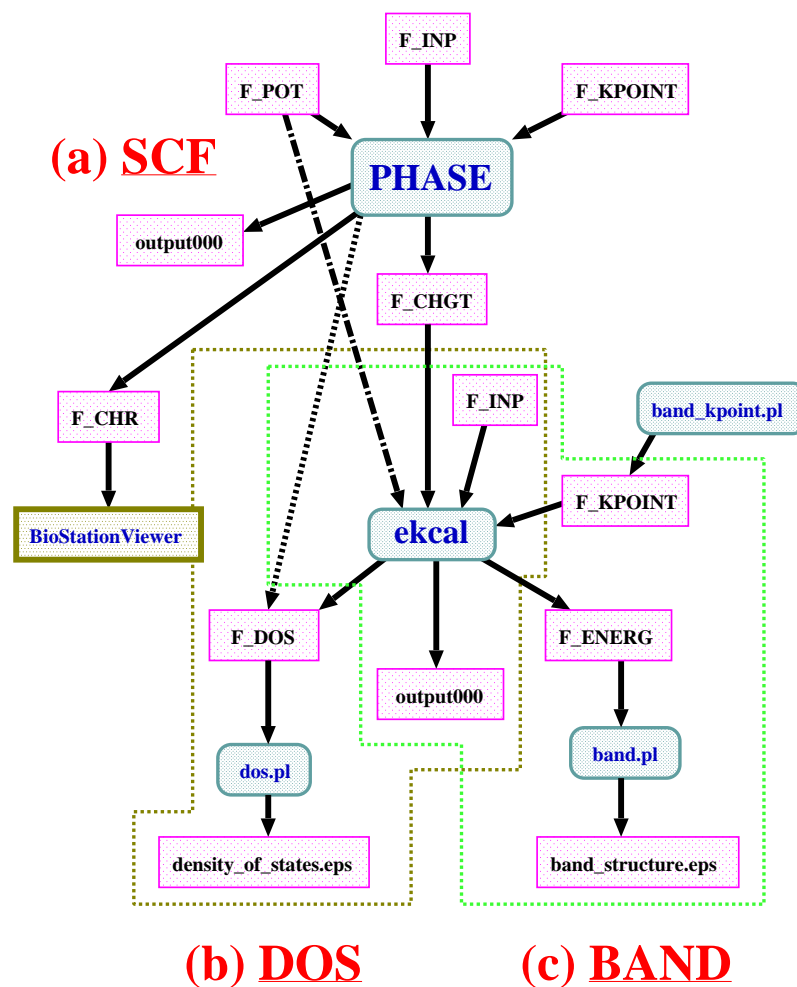 F_INP
F_POT
F_KPOINT
(a) SCF
PHASE
output000
F_CHGT
F_CHR
F_INP
band_kpoint.pl
F_KPOINT
BioStationViewer
ekcal
F_DOS
F_ENERG
output000
dos.pl
band.pl
density_of_states.eps
band_structure.eps
(b) DOS
(c) BAND